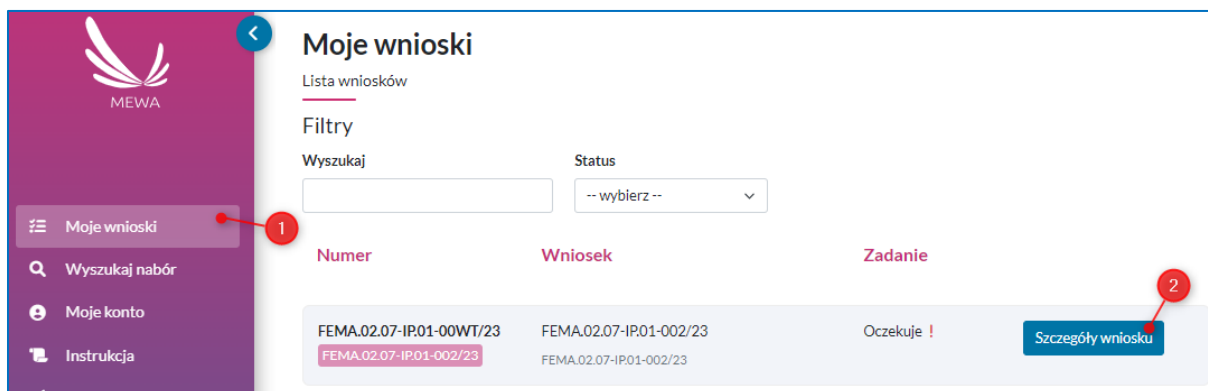 MEWA
Moje wnioski
Wyszukaj nabór
Moje konto
Instrukcja
1
Moje wnioski
Lista wniosków
Filtry
Wyszukaj
Status
-- wybierz --
Numer
Wniosek
Zadanie
2
FEMA.02.07-IP.01-00WT/23
FEMA.02.07-IP.01-002/23
FEMA.02.07-IP.01-002/23
FEMA.02.07-IP.01-002/23
Oczekuje !
Szczegóły wniosku